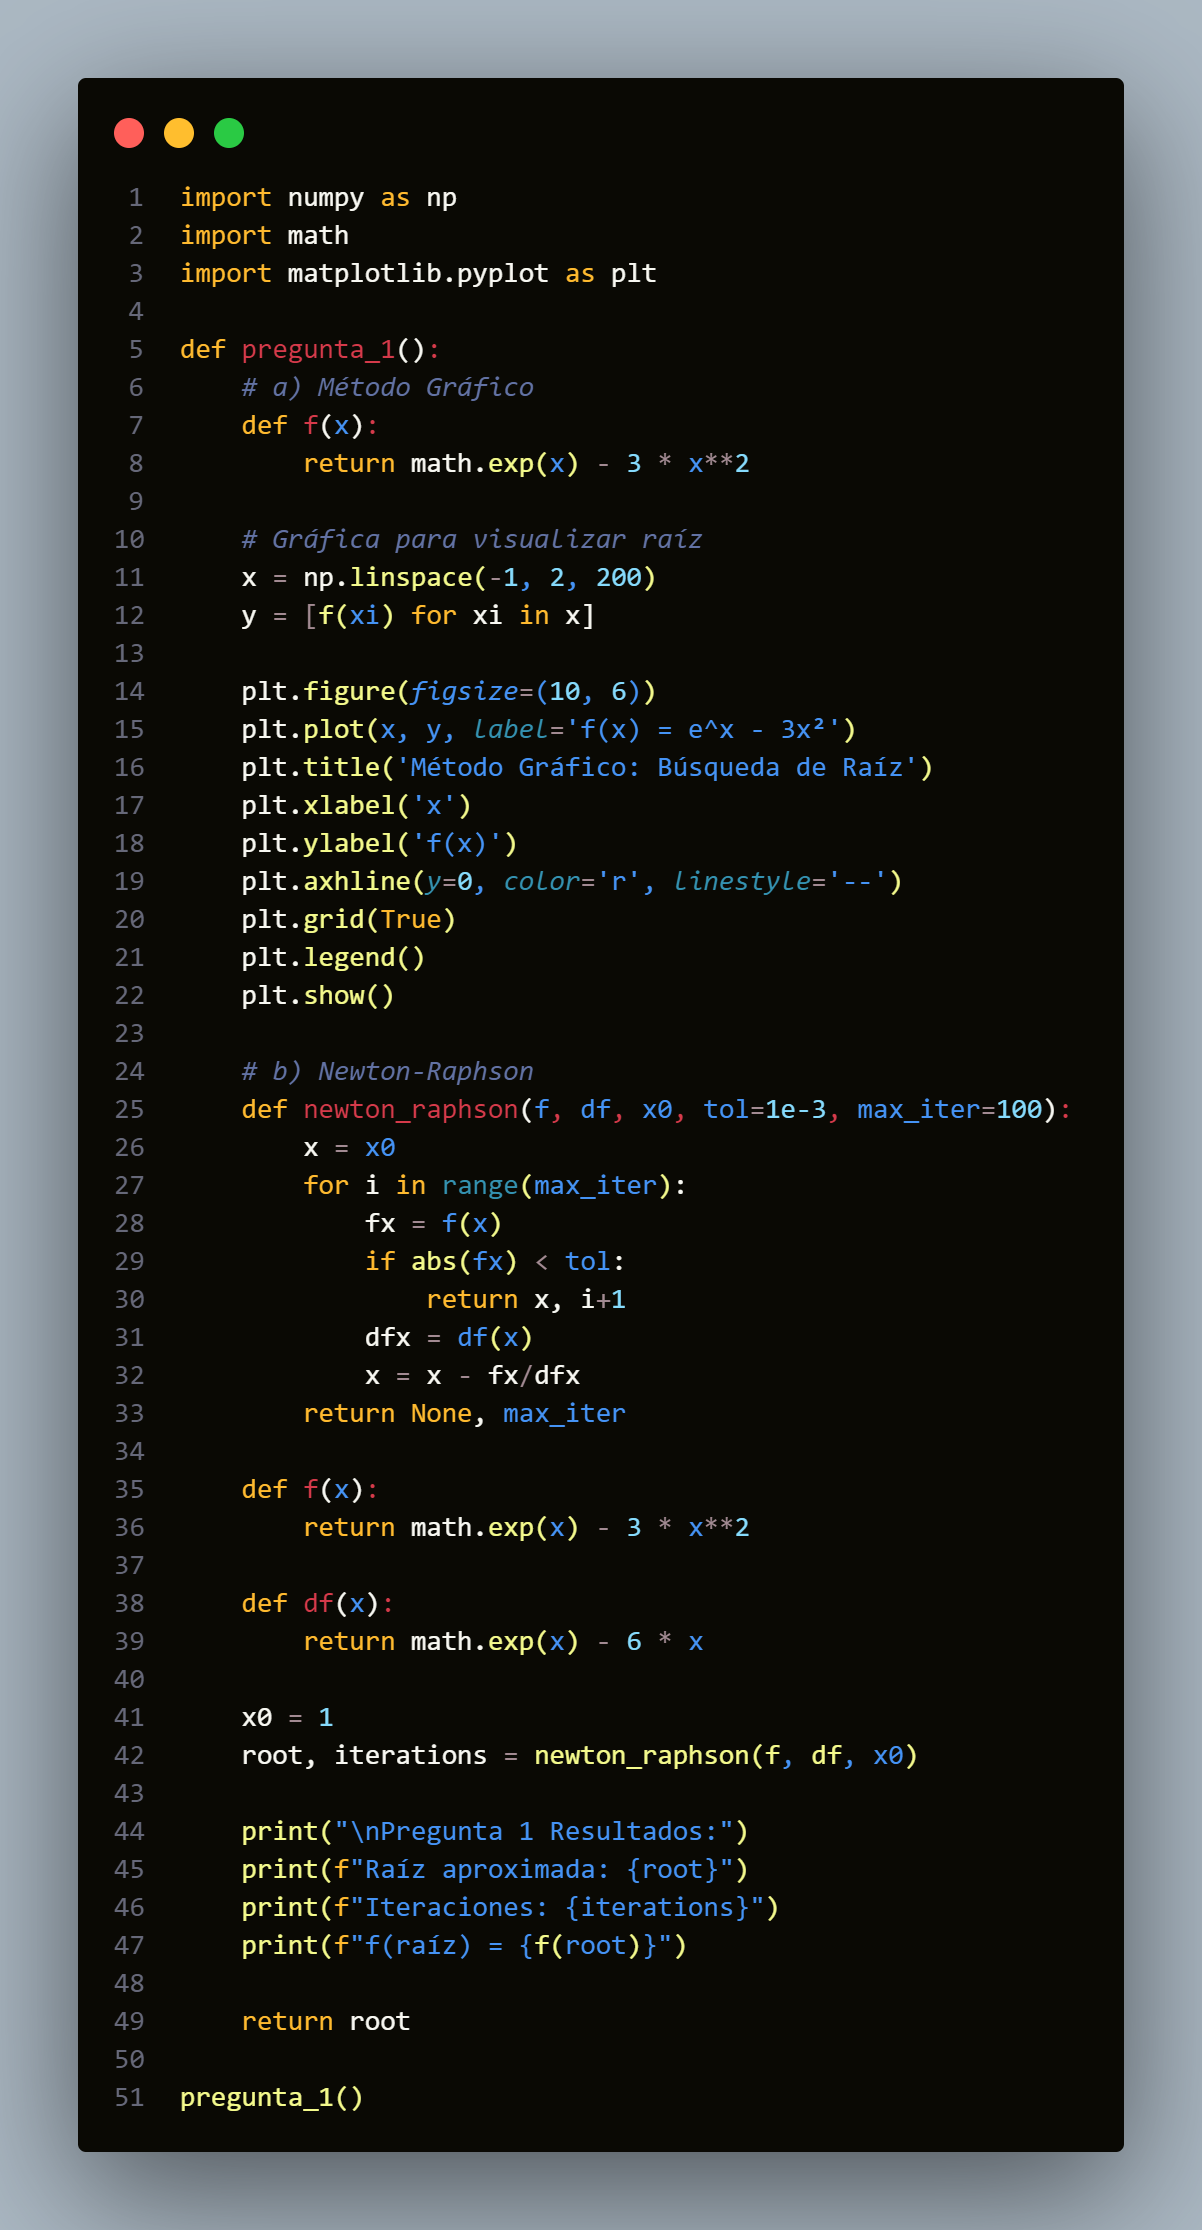 1 import numpy as np
2 import math
3 import matplotlib.pyplot as plt
4
5 def pregunta_1():
6     # a) Método Gráfico
7     def f(x):
8         return math.exp(x) - 3 * x**2
9
10     # Gráfica para visualizar raíz
11     x = np.linspace(-1, 2, 200)
12     y = [f(xi) for xi in x]
13
14     plt.figure(figsize=(10, 6))
15     plt.plot(x, y, label='f(x) = e^x - 3x²')
16     plt.title('Método Gráfico: Búsqueda de Raíz')
17     plt.xlabel('x')
18     plt.ylabel('f(x)')
19     plt.axhline(y=0, color='r', linestyle='--')
20     plt.grid(True)
21     plt.legend()
22     plt.show()
23
24     # b) Newton-Raphson
25     def newton_raphson(f, df, x0, tol=1e-3, max_iter=100):
26         x = x0
27         for i in range(max_iter):
28             fx = f(x)
29             if abs(fx) < tol:
30                 return x, i+1
31             dfx = df(x)
32             x = x - fx/dfx
33         return None, max_iter
34
35     def f(x):
36         return math.exp(x) - 3 * x**2
37
38     def df(x):
39         return math.exp(x) - 6 * x
40
41     x0 = 1
42     root, iterations = newton_raphson(f, df, x0)
43
44     print("\nPregunta 1 Resultados:")
45     print(f"Raíz aproximada: {root}")
46     print(f"Iteraciones: {iterations}")
47     print(f"f(raíz) = {f(root)}")
48
49     return root
50
51 pregunta_1()